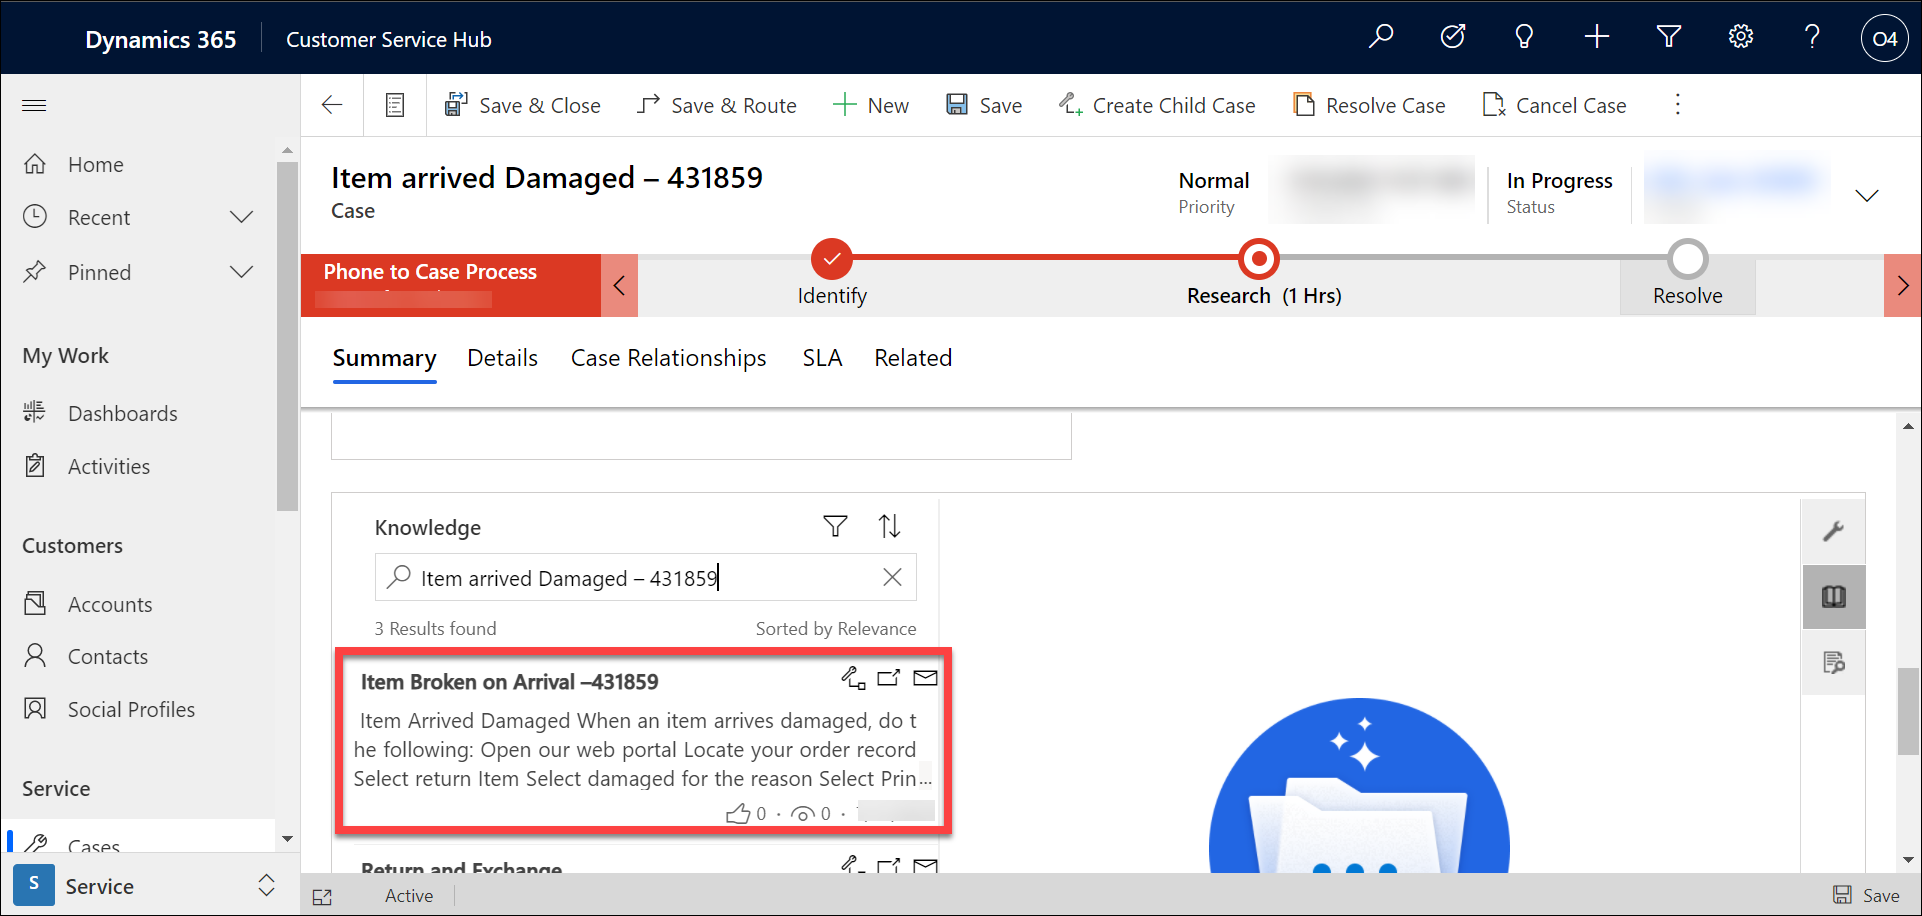 Dynamics 365
Customer Service Hub
O4
Save & Close
Save & Route
New
Save
Create Child Case
Resolve Case
Cancel Case
Home
Recent
Pinned
My Work
Dashboards
Activities
Customers
Accounts
Contacts
Social Profiles
Service
Cases
S
Service
Item arrived Damaged – 431859
Case
Normal
Priority
In Progress
Status
Phone to Case Process
Identify
Research (1 Hrs)
Resolve
Summary
Details
Case Relationships
SLA
Related
Knowledge
Item arrived Damaged – 431859
3 Results found
Sorted by Relevance
Item Broken on Arrival –431859
Item Arrived Damaged When an item arrives damaged, do t
he following: Open our web portal Locate your order record
Select return Item Select damaged for the reason Select Prin...
0 · 0 ·
Return and Exchange
Active
Save